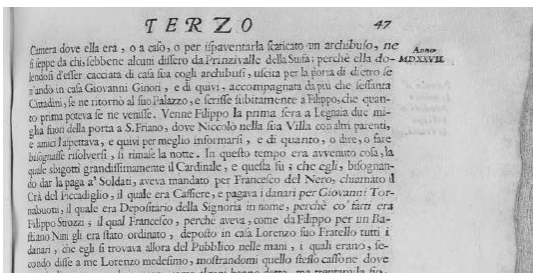 TERZO 47
Camera dove ella era, o a caso, o per ispaventarla scaricato un archibuso, ne
si seppe da chi, sebbene alcuni dissero da Prinzivalle della Stufa; perchè ella do-
lendosi d'esser cacciata di casa sua cogli archibusi, uscita per la porta di dietro se
n'andò in casa Giovanni Ginori, e di quivi, accompagnata da più che sessanta
Cittadini, se ne ritornò al suo Palazzo, e scrisse subitamente a Filippo, che quan-
to prima poteva se ne venisse. Venne Filippo la prima sera a Legnaia due mi-
glia fuori della porta a S. Friano, dove Niccolò nella sua Villa con altri parenti,
e amici l'aspettava, e quivi per meglio informarsi, e di quanto, o dire, o fare
bisognasse risolversi, si rimase la notte. In questo tempo era avvenuto cosa, la
quale sbigottì grandissimamente il Cardinale, e questa fu; che egli, bisognan-
do dar la paga a' Soldati, aveva mandato per Francesco del Nero, chiamato il
Crà del Piccadiglio, il quale era Cassiere, e pagava i danari per Giovanni Tor-
nabuoni, il quale era Depositario della Signoria in nome, perchè co' fatti era
Filippo Strozzi; il qual Francesco, perchè aveva, come da Filippo per un Ba-
stiano Nini gli era stato ordinato, deposto in casa Lorenzo suo Fratello tutti i
danari, che egli si trovava allora del Pubblico nelle mani, i quali erano, se-
condo disse a me Lorenzo medesimo, mostrandomi quello stesso cassone dove
Anno
MDXXVII.